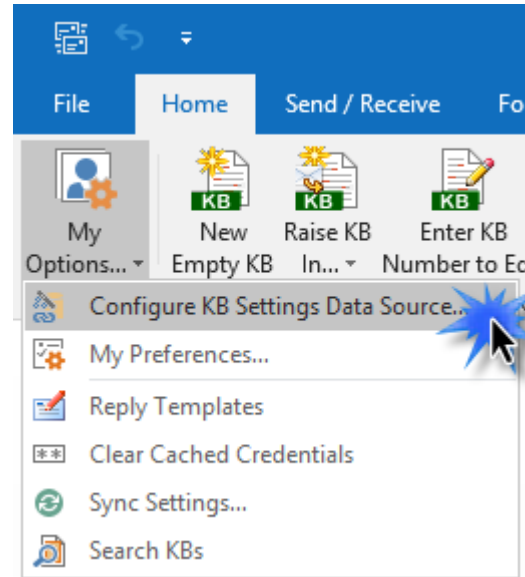 File Home Send / Receive Fo
KB KB KB
My New Raise KB Enter KB
Options... Empty KB In... Number to Ed
Configure KB Settings Data Source...
My Preferences...
Reply Templates
** Clear Cached Credentials
Sync Settings...
Search KBs